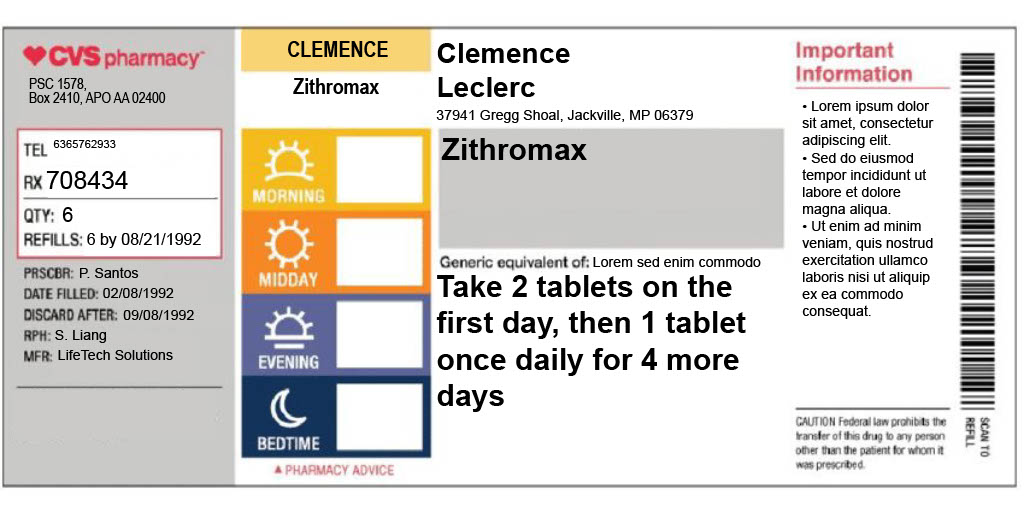 CVS pharmacy
PSC 1578,
Box 2410, APO AA 02400
TEL 6365762933
RX 708434
QTY: 6
REFILLS: 6 by 08/21/1992
PRSCBR: P. Santos
DATE FILLED: 02/08/1992
DISCARD AFTER: 09/08/1992
RPH: S. Liang
MFR: LifeTech Solutions
CLEMENCE
Zithromax
MORNING
MIDDAY
EVENING
BEDTIME
▲ PHARMACY ADVICE
Clemence
Leclerc
37941 Gregg Shoal, Jackville, MP 06379
Zithromax
Generic equivalent of: Lorem sed enim commodo
Take 2 tablets on the
first day, then 1 tablet
once daily for 4 more
days
Important
Information
• Lorem ipsum dolor
sit amet, consectetur
adipiscing elit.
• Sed do eiusmod
tempor incididunt ut
labore et dolore
magna aliqua.
• Ut enim ad minim
veniam, quis nostrud
exercitation ullamco
laboris nisi ut aliquip
ex ea commodo
consequat.
CAUTION Federal law prohibits the
transfer of this drug to any person
other than the patient for whom it
was prescribed.
SCAN TO
REFILL